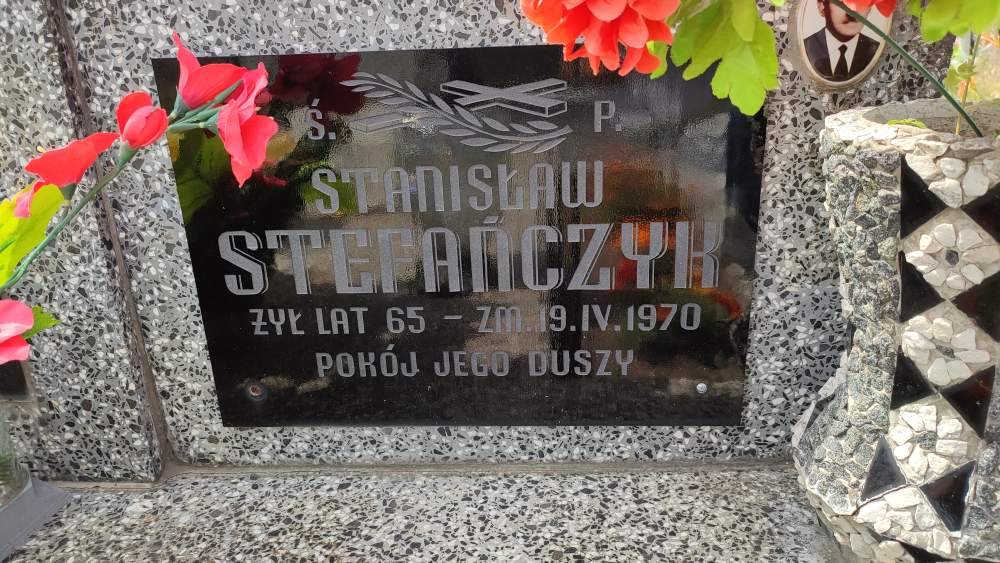 Ś. P.
STANISŁAW
STEFAŃCZYK
ŻYŁ LAT 65 – ZM. 19.IV.1970
POKÓJ JEGO DUSZY